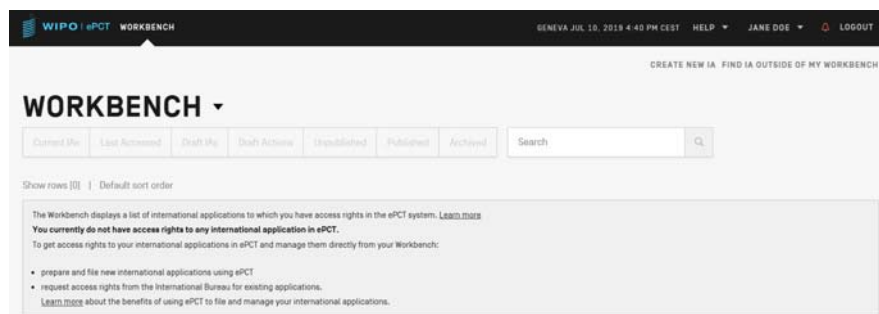 WIPO | ePCT WORKBENCH GENEVA JUL 10, 2019 4:40 PM CEST HELP JANE DOE LOGOUT
CREATE NEW IA FIND IA OUTSIDE OF MY WORKBENCH
WORKBENCH
Current IAs Last Accessed Draft IAs Draft Actions Unpublished Published Archived Search
Show rows [0] | Default sort order
The Workbench displays a list of international applications to which you have access rights in the ePCT system. Learn more
You currently do not have access rights to any international application in ePCT.
To get access rights to your international applications in ePCT and manage them directly from your Workbench:
• prepare and file new international applications using ePCT
• request access rights from the International Bureau for existing applications.
Learn more about the benefits of using ePCT to file and manage your international applications.